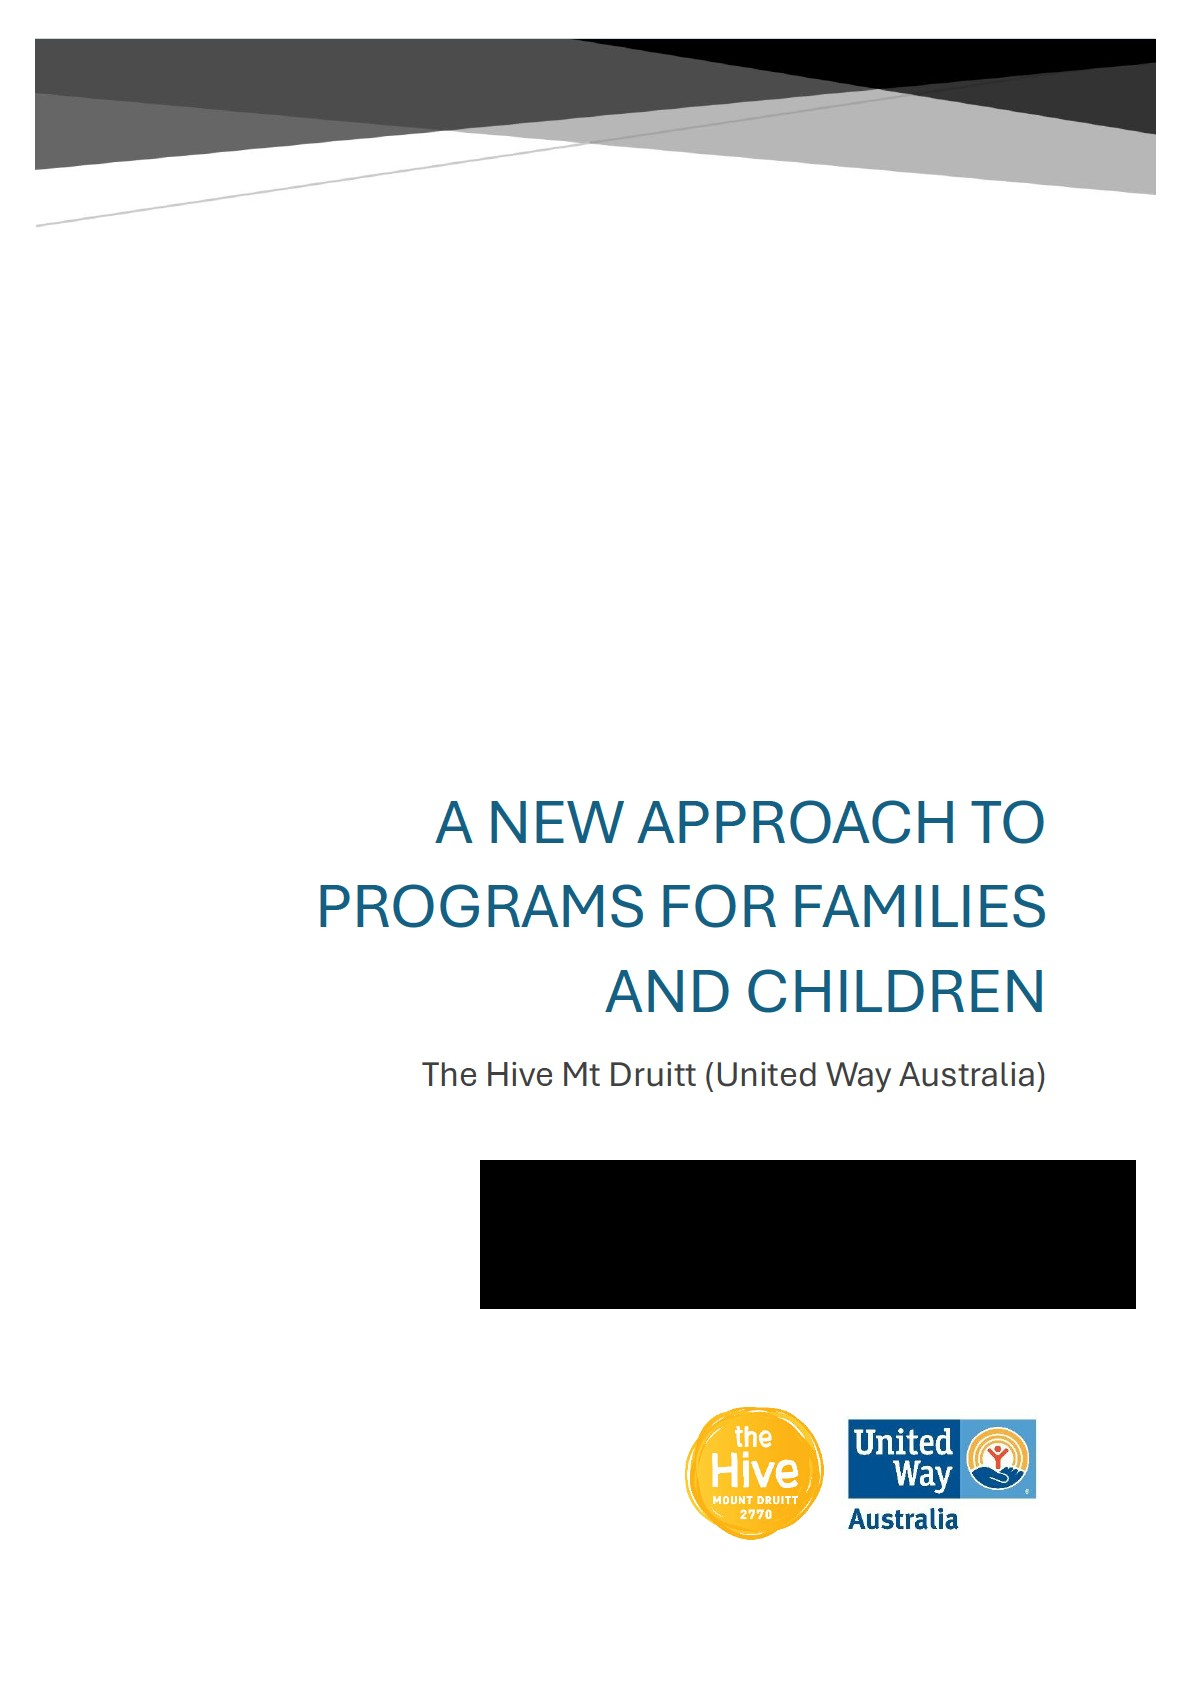 A NEW APPROACH TO
PROGRAMS FOR FAMILIES
AND CHILDREN
The Hive Mt Druitt (United Way Australia)
the
Hive
MOUNT DRUITT
2770
United
Way
®
Australia